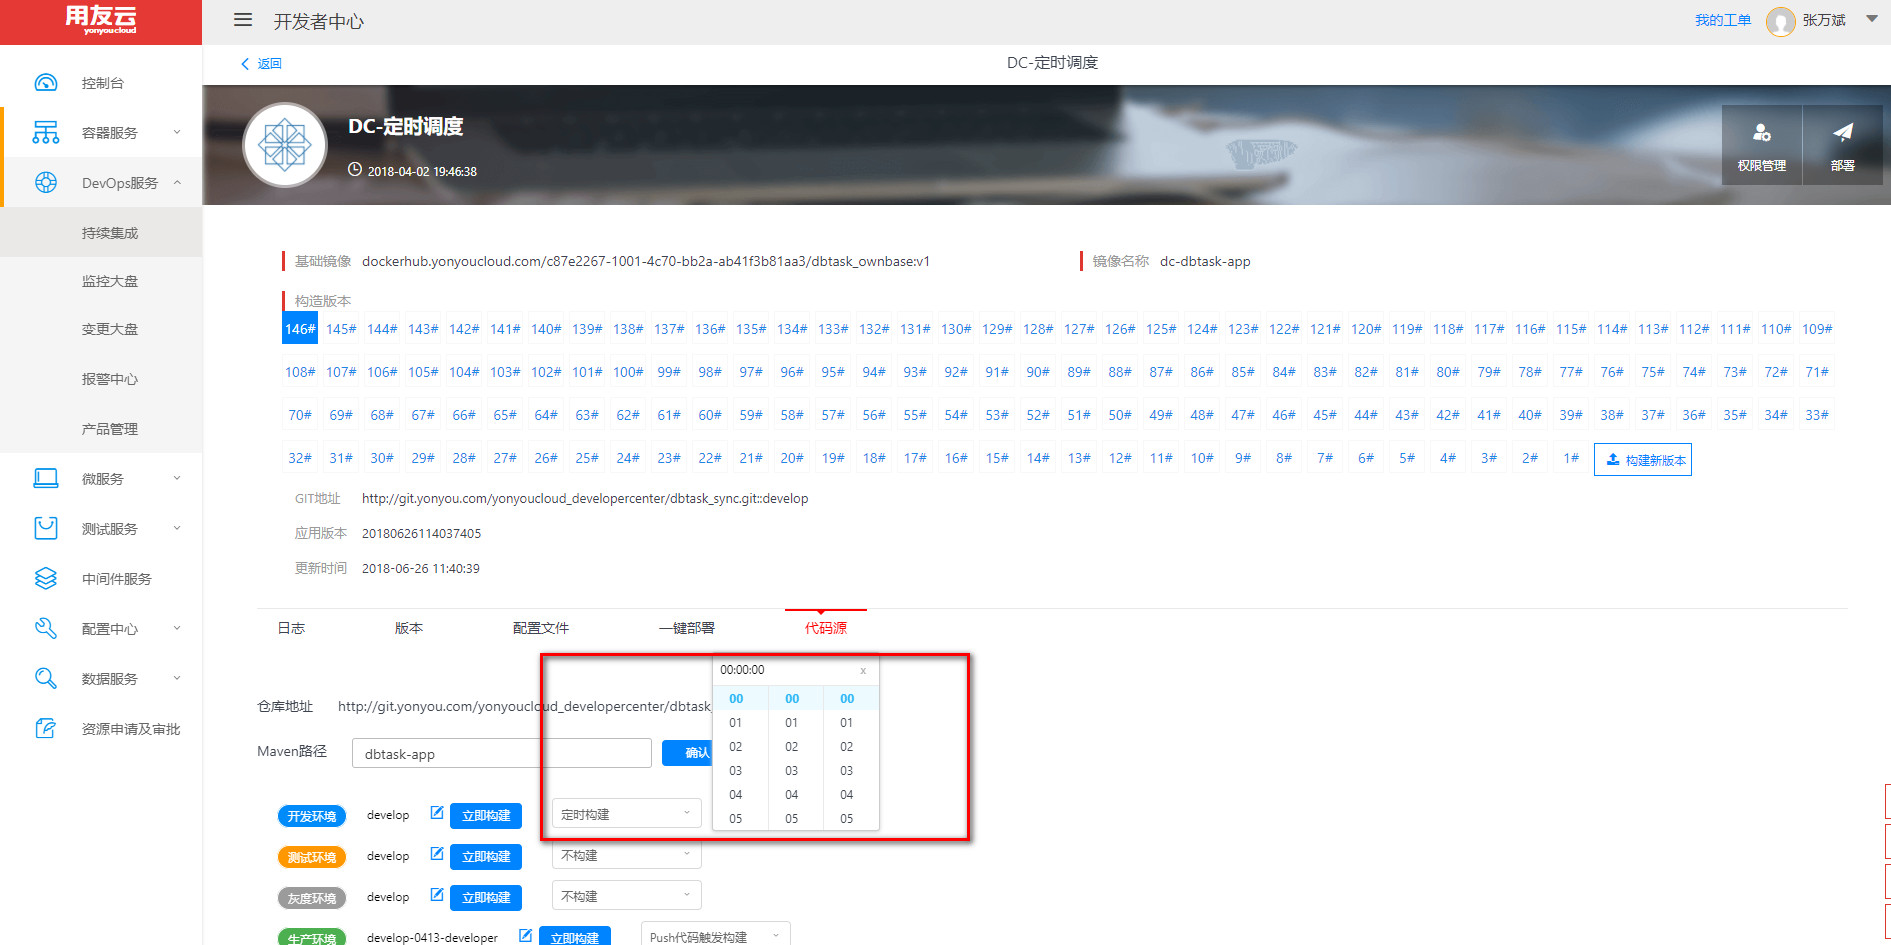 用友云
yonyoucloud
开发者中心
我的工单
张万斌
返回
DC-定时调度
控制台
容器服务
DevOps服务
持续集成
监控大盘
变更大盘
报警中心
产品管理
微服务
测试服务
中间件服务
配置中心
数据服务
资源申请及审批
DC-定时调度
2018-04-02 19:46:38
权限管理
部署
基础镜像 dockerhub.yonyoucloud.com/c87e2267-1001-4c70-bb2a-ab41f3b81aa3/dbtask_ownbase:v1
镜像名称 dc-dbtask-app
构造版本
146# 145# 144# 143# 142# 141# 140# 139# 138# 137# 136# 135# 134# 133# 132# 131# 130# 129# 128# 127# 126# 125# 124# 123# 122# 121# 120# 119# 118# 117# 116# 115# 114# 113# 112# 111# 110# 109#
108# 107# 106# 105# 104# 103# 102# 101# 100# 99# 98# 97# 96# 95# 94# 93# 92# 91# 90# 89# 88# 87# 86# 85# 84# 83# 82# 81# 80# 79# 78# 77# 76# 75# 74# 73# 72# 71#
70# 69# 68# 67# 66# 65# 64# 63# 62# 61# 60# 59# 58# 57# 56# 55# 54# 53# 52# 51# 50# 49# 48# 47# 46# 45# 44# 43# 42# 41# 40# 39# 38# 37# 36# 35# 34# 33#
32# 31# 30# 29# 28# 27# 26# 25# 24# 23# 22# 21# 20# 19# 18# 17# 16# 15# 14# 13# 12# 11# 10# 9# 8# 7# 6# 5# 4# 3# 2# 1# 构建新版本
GIT地址 http://git.yonyou.com/yonyoucloud_developercenter/dbtask_sync.git::develop
应用版本 20180626114037405
更新时间 2018-06-26 11:40:39
日志 版本 配置文件 一键部署 代码源
00:00:00 x
00 00 00
01 01 01
02 02 02
03 03 03
04 04 04
05 05 05
仓库地址 http://git.yonyou.com/yonyoucloud_developercenter/dbtask_
Maven路径 dbtask-app 确认
开发环境 develop 立即构建 定时构建
测试环境 develop 立即构建 不构建
灰度环境 develop 立即构建 不构建
生产环境 develop-0413-developer 立即构建 Push代码触发构建